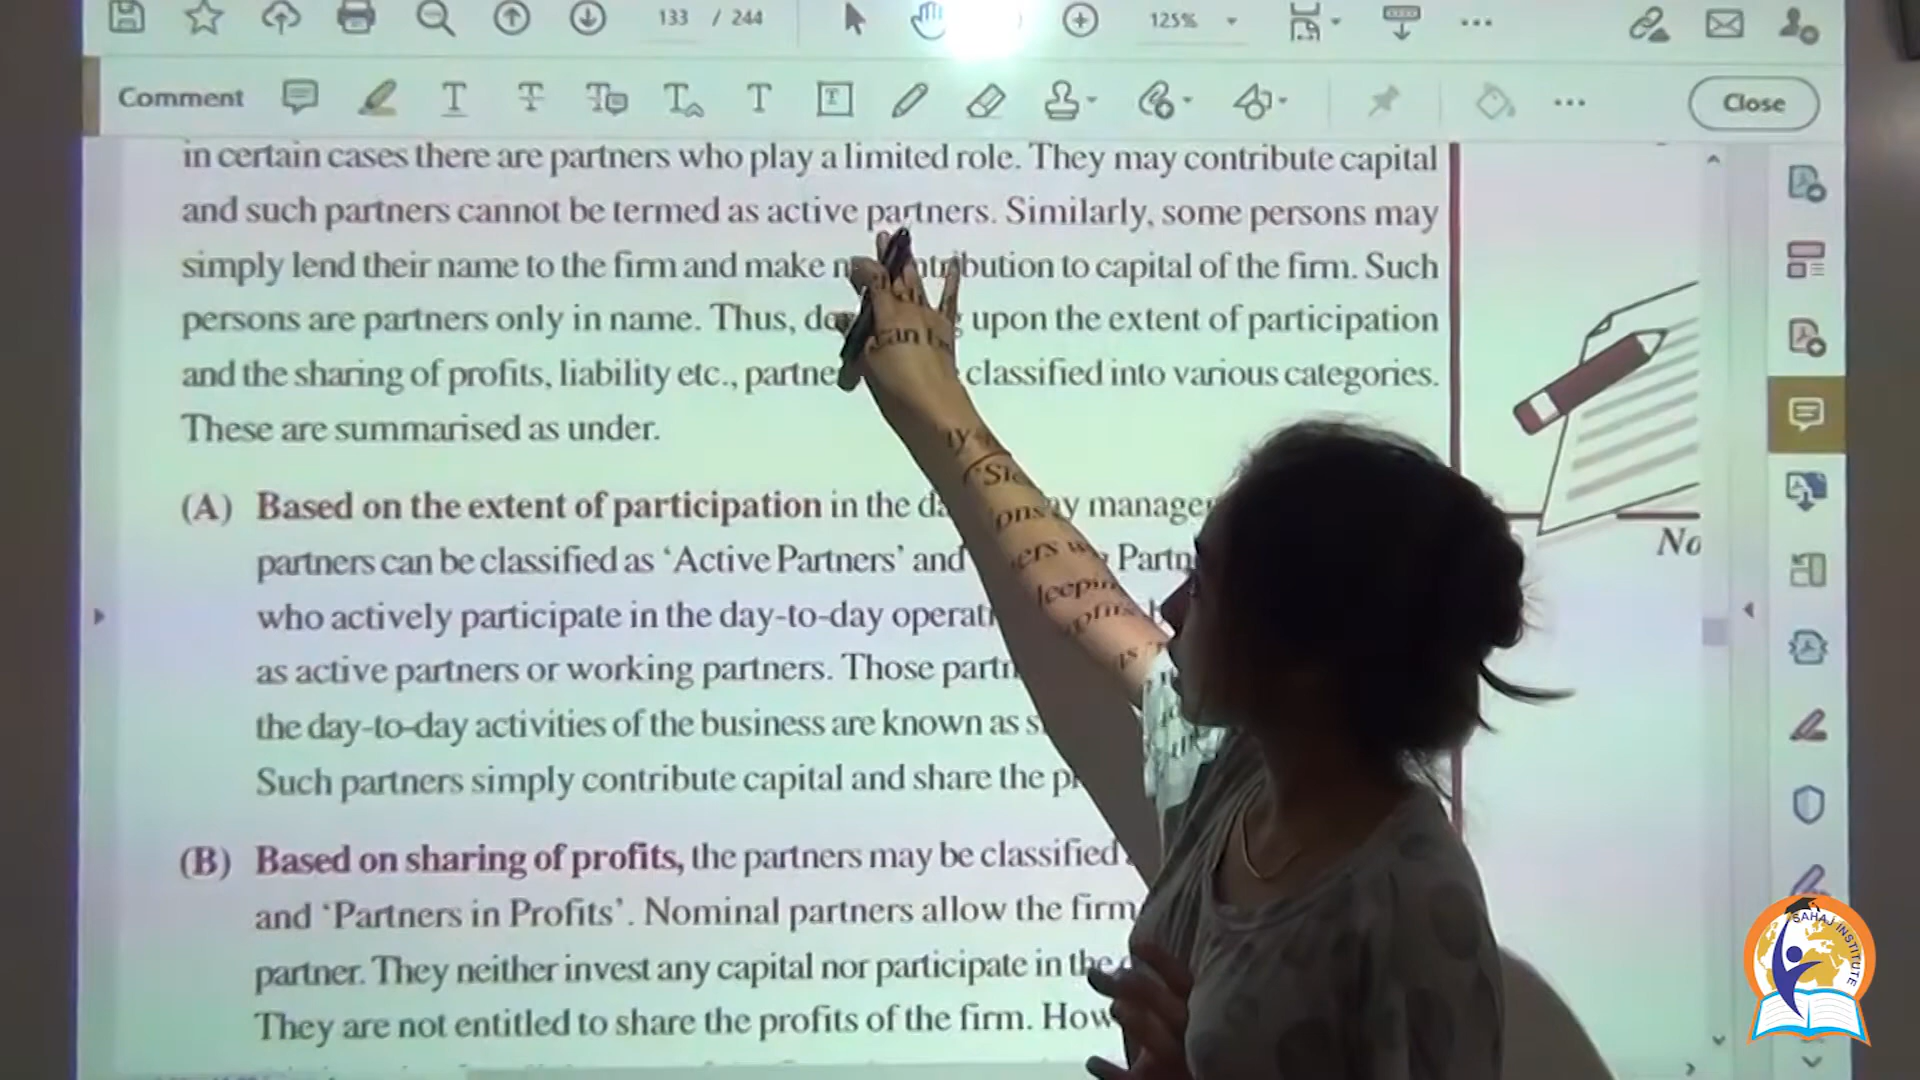 133 / 244
125%
Comment
Close
in certain cases there are partners who play a limited role. They may contribute capital
and such partners cannot be termed as active partners. Similarly, some persons may
simply lend their name to the firm and make contribution to capital of the firm. Such
persons are partners only in name. Thus, upon the extent of participation
and the sharing of profits, liability etc., classified into various categories.
These are summarised as under.
(A) Based on the extent of participation in the
partners can be classified as ‘Active Partners’ and
who actively participate in the day-to-day
as active partners or working partners. Those
the day-to-day activities of the business are known as
Such partners simply contribute capital and share the
(B) Based on sharing of profits, the partners may be classified
and ‘Partners in Profits’. Nominal partners allow the firm
partner. They neither invest any capital nor participate in the
They are not entitled to share the profits of the firm.
SAHAJ INSTITUTE